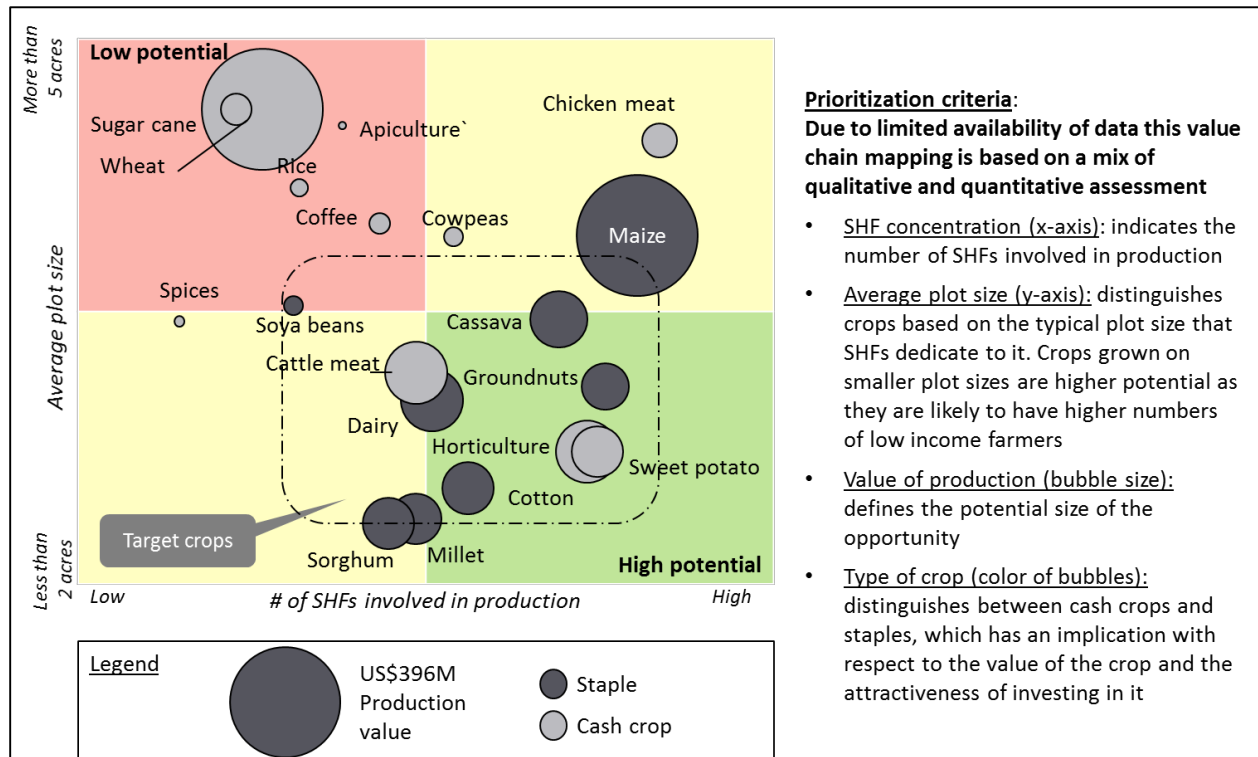 More than
5 acres
Average plot size
Less than
2 acres
Low potential
Sugar cane
Wheat
Apiculture`
Rice
Coffee
Cowpeas
Chicken meat
Maize
Spices
Soya beans
Cassava
Cattle meat
Groundnuts
Dairy
Horticulture
Sweet potato
Cotton
Target crops
Sorghum
Millet
High potential
Low
# of SHFs involved in production
High
Legend
US$396M
Production
value
Staple
Cash crop
Prioritization criteria:
Due to limited availability of data this value
chain mapping is based on a mix of
qualitative and quantitative assessment
• SHF concentration (x-axis): indicates the
number of SHFs involved in production
• Average plot size (y-axis): distinguishes
crops based on the typical plot size that
SHFs dedicate to it. Crops grown on
smaller plot sizes are higher potential as
they are likely to have higher numbers
of low income farmers
• Value of production (bubble size):
defines the potential size of the
opportunity
• Type of crop (color of bubbles):
distinguishes between cash crops and
staples, which has an implication with
respect to the value of the crop and the
attractiveness of investing in it